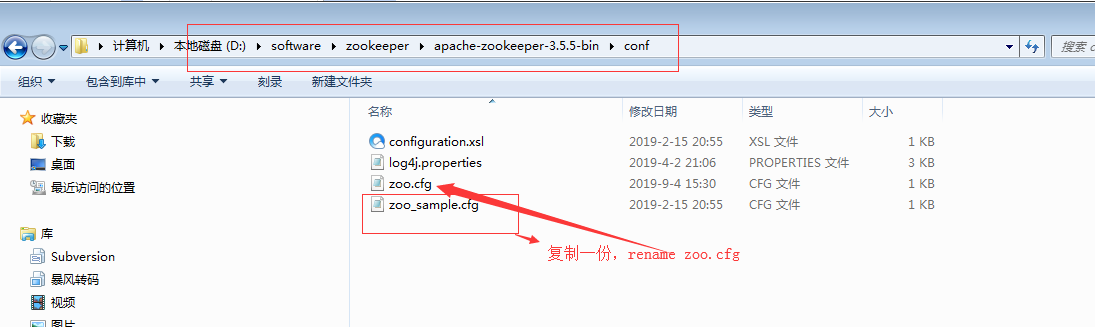 计算机 本地磁盘 (D:) software zookeeper apache-zookeeper-3.5.5-bin conf 搜索 c
组织 包含到库中 共享 刻录 新建文件夹
收藏夹
下载
桌面
最近访问的位置
库
Subversion
暴风转码
视频
图片
名称 修改日期 类型 大小
configuration.xsl 2019-2-15 20:55 XSL 文件 1 KB
log4j.properties 2019-4-2 21:06 PROPERTIES 文件 3 KB
zoo.cfg 2019-9-4 15:30 CFG 文件 1 KB
zoo_sample.cfg 2019-2-15 20:55 CFG 文件 1 KB
复制一份，rename zoo.cfg